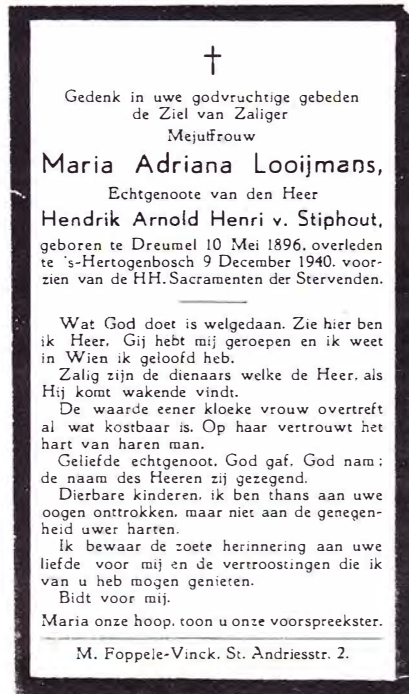 Gedenk in uwe godvruchtige gebeden
de Ziel van Zaliger
Mejuffrouw
Maria Adriana Looijmans,
Echtgenoote van den Heer
Hendrik Arnold Henri v. Stiphout,
geboren te Dreumel 10 Mei 1896, overleden
te 's-Hertogenbosch 9 December 1940, voor-
zien van de HH. Sacramenten der Stervenden.
Wat God doet is welgedaan. Zie hier ben
ik Heer, Gij hebt mij geroepen en ik weet
in Wien ik geloofd heb.
Zalig zijn de dienaars welke de Heer, als
Hij komt wakende vindt.
De waarde eener kloeke vrouw overtreft
al wat kostbaar is. Op haar vertrouwt het
hart van haren man.
Geliefde echtgenoot, God gaf, God nam;
de naam des Heeren zij gezegend.
Dierbare kinderen, ik ben thans aan uwe
oogen onttrokken, maar niet aan de genegen-
heid uwer harten.
Ik bewaar de zoete herinnering aan uwe
liefde voor mij en de vertroostingen die ik
van u heb mogen genieten.
Bidt voor mij.
Maria onze hoop, toon u onze voorspreekster.
M. Foppele-Vinck, St. Andriesstr. 2.